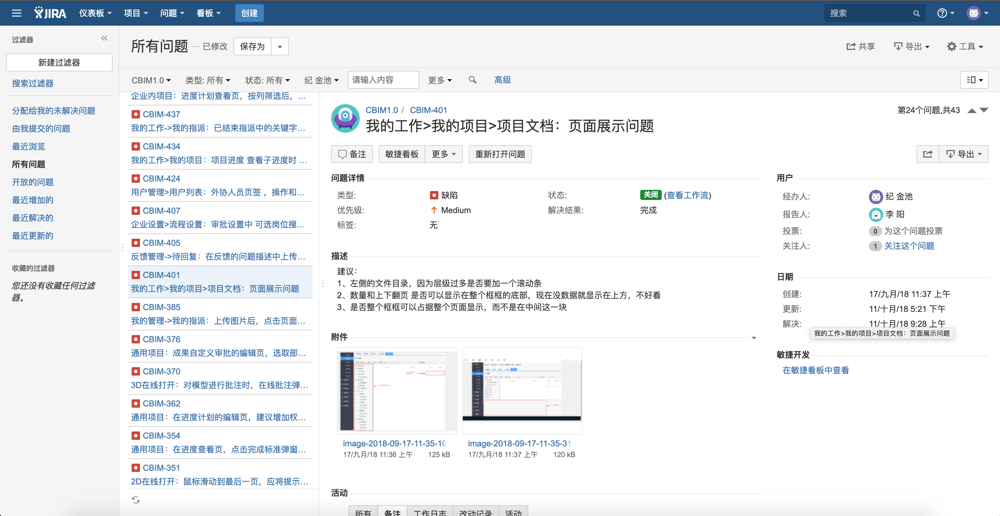 JIRA 仪表板 项目 问题 看板 创建 搜索
过滤器
新建过滤器
搜索过滤器
分配给我的未解决问题
由我提交的问题
最近浏览
所有问题
开放的问题
最近增加的
最近解决的
最近更新的
收藏的过滤器
您还没有收藏任何过滤
器。
所有问题 — 已修改 保存为 共享 导出 工具
CBIM1.0 类型: 所有 状态: 所有 纪 金池 请输入内容 更多 高级
企业内项目：进度计划查看页，按列筛选后，...
CBIM-437
我的工作->我的指派：已结束指派中的关键字...
CBIM-434
我的工作>我的项目：项目进度 查看子进度时 ...
CBIM-424
用户管理>用户列表：外协人员页签 ，操作和...
CBIM-407
企业设置>流程设置：审批设置中 可选岗位搜...
CBIM-405
反馈管理->待回复：在反馈的问题描述中上传...
CBIM-401
我的工作>我的项目>项目文档：页面展示问题
CBIM-385
我的管理->我的指派：上传图片后，点击页面...
CBIM-376
通用项目：成果自定义审批的编辑页，选取部...
CBIM-370
3D在线打开：对模型进行批注时，在线批注弹...
CBIM-362
通用项目：在进度计划的编辑页，建议增加权...
CBIM-354
通用项目：在进度查看页，点击完成标准弹窗...
CBIM-351
2D在线打开：鼠标滑动到最后一页，应将提示...
CBIM1.0 / CBIM-401
第24个问题,共43
我的工作>我的项目>项目文档：页面展示问题
备注 敏捷看板 更多 重新打开问题 导出
问题详情
类型: 缺陷 状态: 关闭 (查看工作流)
优先级: Medium 解决结果: 完成
标签: 无
描述
建议：
1、左侧的文件目录，因为层级过多是否要加一个滚动条
2、数量和上下翻页 是否可以显示在整个框框的底部，现在没数据就显示在上方，不好看
3、是否整个框框可以占据整个页面显示，而不是在中间这一块
附件
image-2018-09-17-11-35-10
17/九月/18 11:36 上午 125 kB
image-2018-09-17-11-35-31
17/九月/18 11:37 上午 120 kB
活动
所有 备注 工作日志 改动记录 活动
用户
经办人: 纪 金池
报告人: 李 阳
投票: 0 为这个问题投票
关注人: 1 关注这个问题
日期
创建: 17/九月/18 11:37 上午
更新: 11/十月/18 5:21 下午
解决: 11/十月/18 9:28 上午
我的工作>我的项目>项目文档：页面展示问题
敏捷开发
在敏捷看板中查看